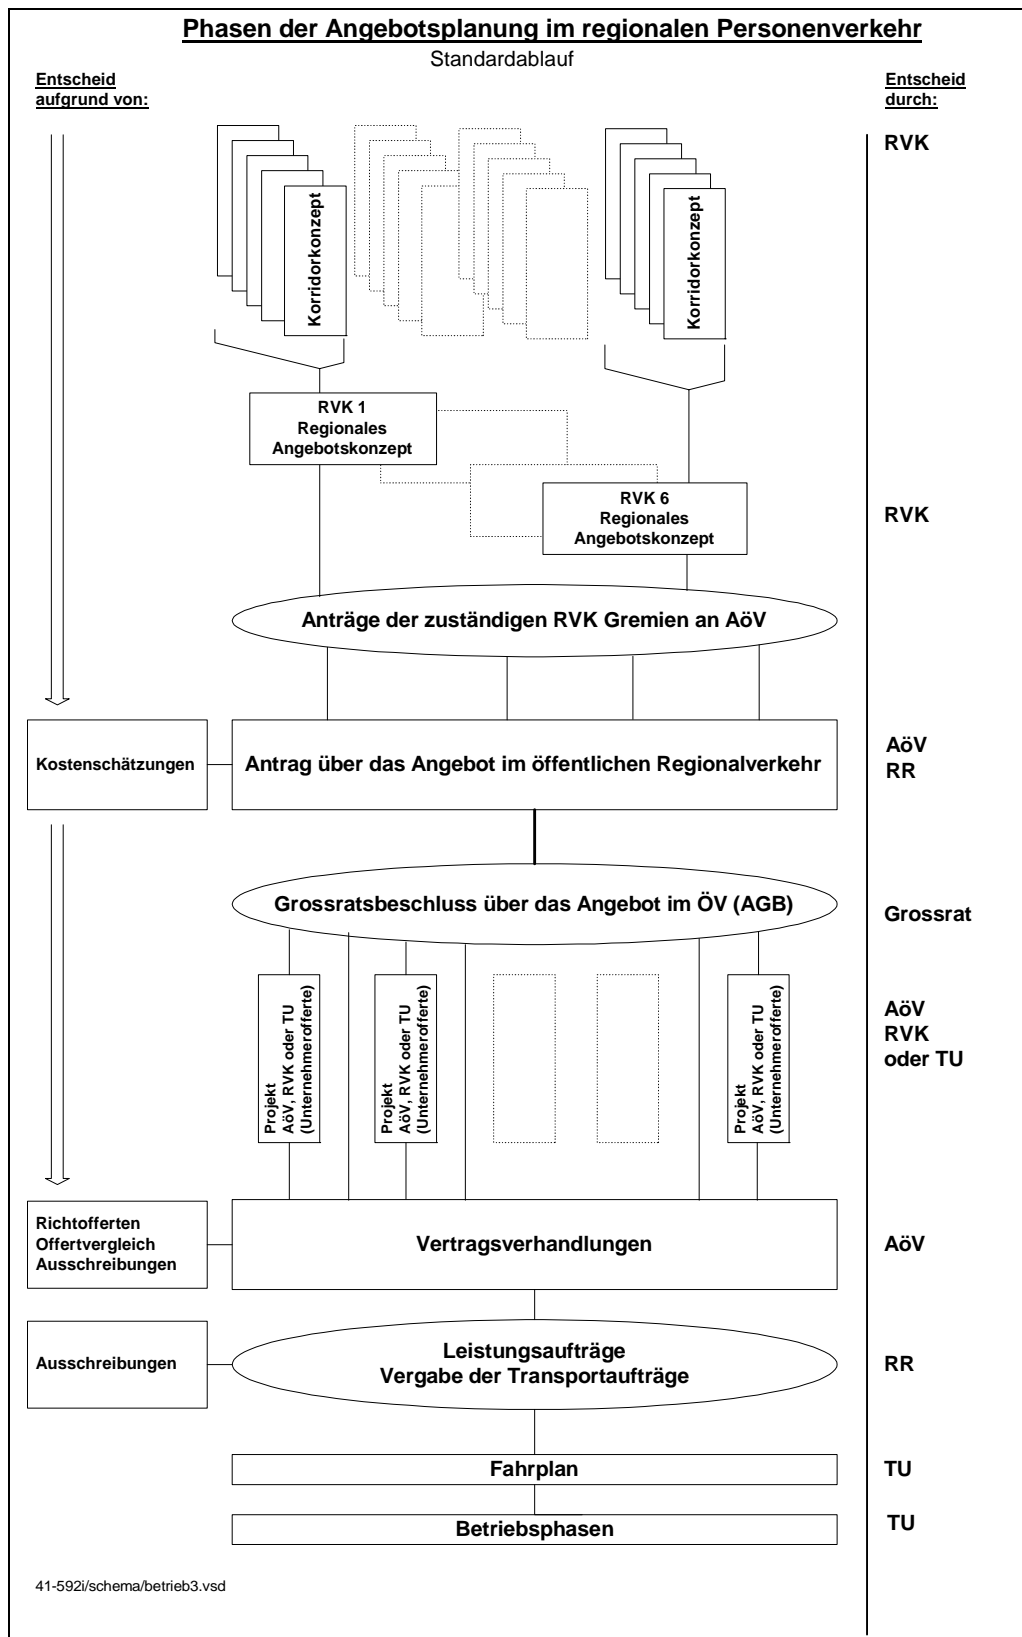 Phasen der Angebotsplanung im regionalen Personenverkehr
Standardablauf
Entscheid
aufgrund von:
Entscheid
durch:
RVK
Korridorkonzept
Korridorkonzept
RVK 1
Regionales
Angebotskonzept
RVK 6
Regionales
Angebotskonzept
RVK
Anträge der zuständigen RVK Gremien an AöV
Kostenschätzungen
Antrag über das Angebot im öffentlichen Regionalverkehr
AöV
RR
Grossratsbeschluss über das Angebot im ÖV (AGB)
Grossrat
Projekt
AöV, RVK oder TU
(Unternehmerofferte)
Projekt
AöV, RVK oder TU
(Unternehmerofferte)
Projekt
AöV, RVK oder TU
(Unternehmerofferte)
AöV
RVK
oder TU
Richtofferten
Offertvergleich
Ausschreibungen
Vertragsverhandlungen
AöV
Ausschreibungen
Leistungsaufträge
Vergabe der Transportaufträge
RR
Fahrplan
TU
Betriebsphasen
TU
41-592i/schema/betrieb3.vsd